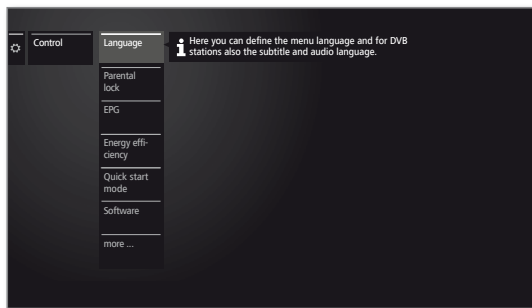 Control
Language
Here you can define the menu language and for DVB
stations also the subtitle and audio language.
Parental
lock
EPG
Energy effi-
ciency
Quick start
mode
Software
more ...